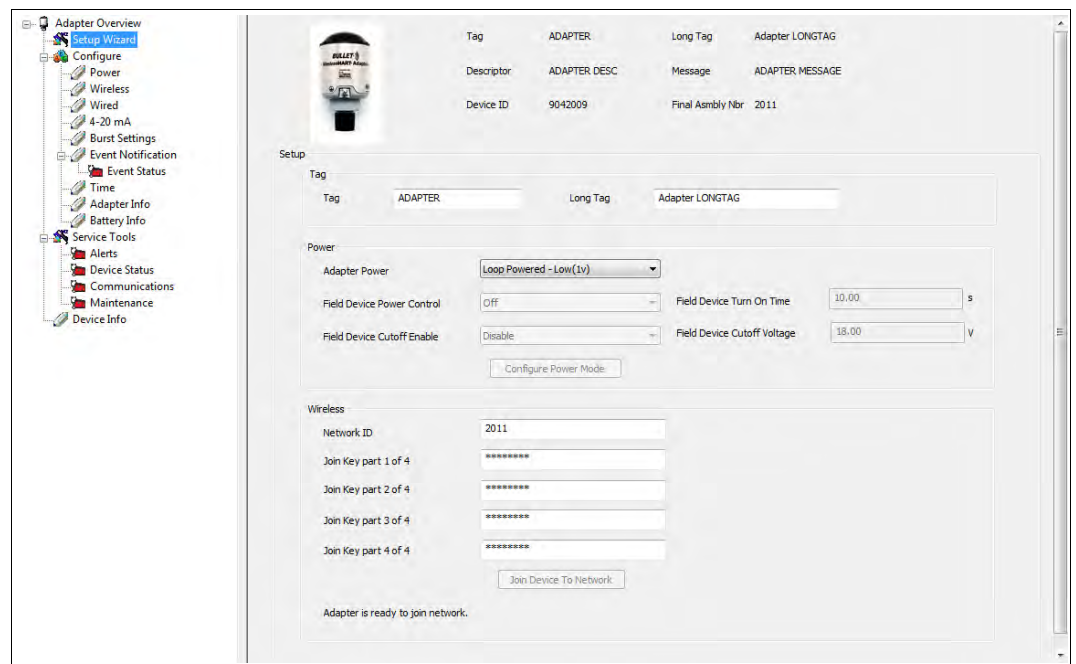 Adapter Overview
Setup Wizard
Configure
Power
Wireless
Wired
4-20 mA
Burst Settings
Event Notification
Event Status
Time
Adapter Info
Battery Info
Service Tools
Alerts
Device Status
Communications
Maintenance
Device Info
BULLET
Tag ADAPTER Long Tag Adapter LONGTAG
Descriptor ADAPTER DESC Message ADAPTER MESSAGE
Device ID 9042009 Final Asmbly Nbr 2011
Setup
Tag
Tag ADAPTER Long Tag Adapter LONGTAG
Power
Adapter Power Loop Powered - Low(1v)
Field Device Power Control Off Field Device Turn On Time 10.00 s
Field Device Cutoff Enable Disable Field Device Cutoff Voltage 18.00 V
Configure Power Mode
Wireless
Network ID 2011
Join Key part 1 of 4 ********
Join Key part 2 of 4 ********
Join Key part 3 of 4 ********
Join Key part 4 of 4 ********
Join Device To Network
Adapter is ready to join network.